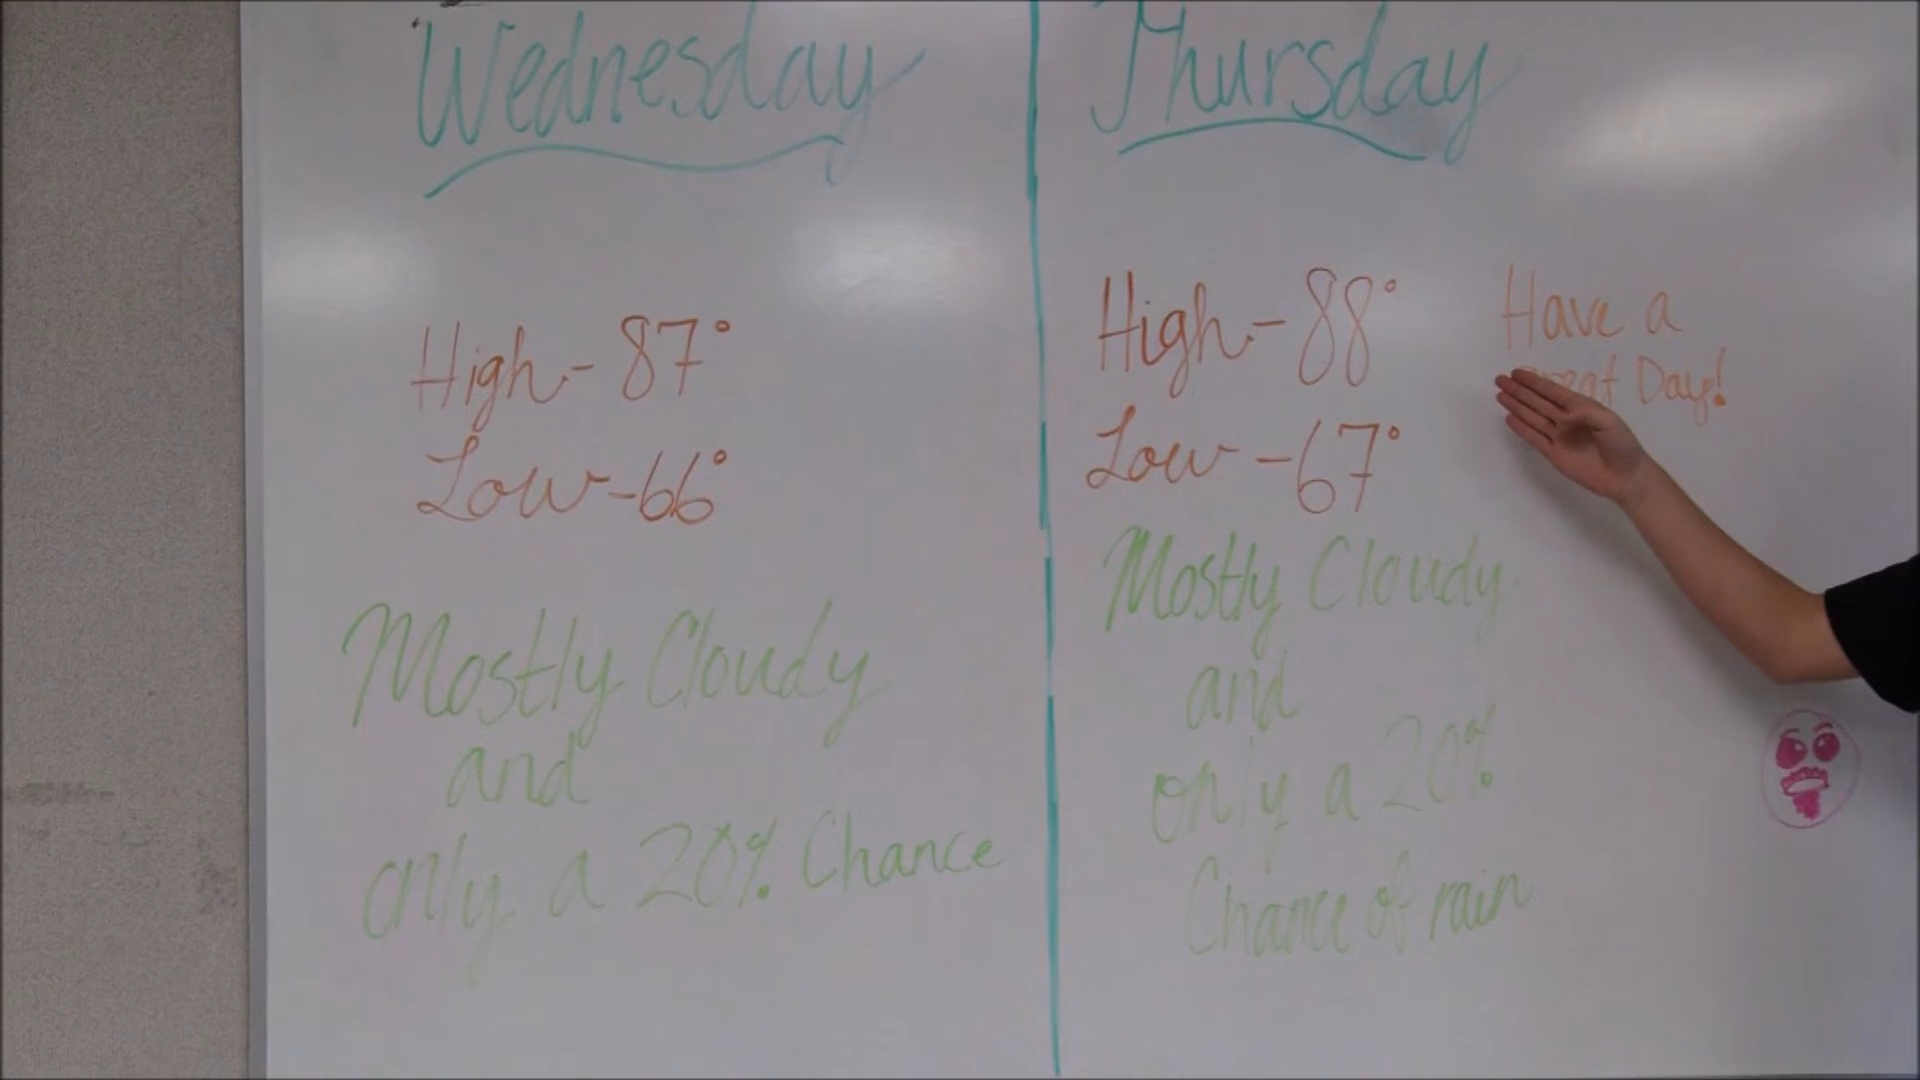 Wednesday
High-87°
Low-66°
Mostly Cloudy
and
only a 20% Chance
Thursday
High-88°
Low-67°
Mostly Cloudy
and
only a 20%
Chance of rain
Have a
Great Day!